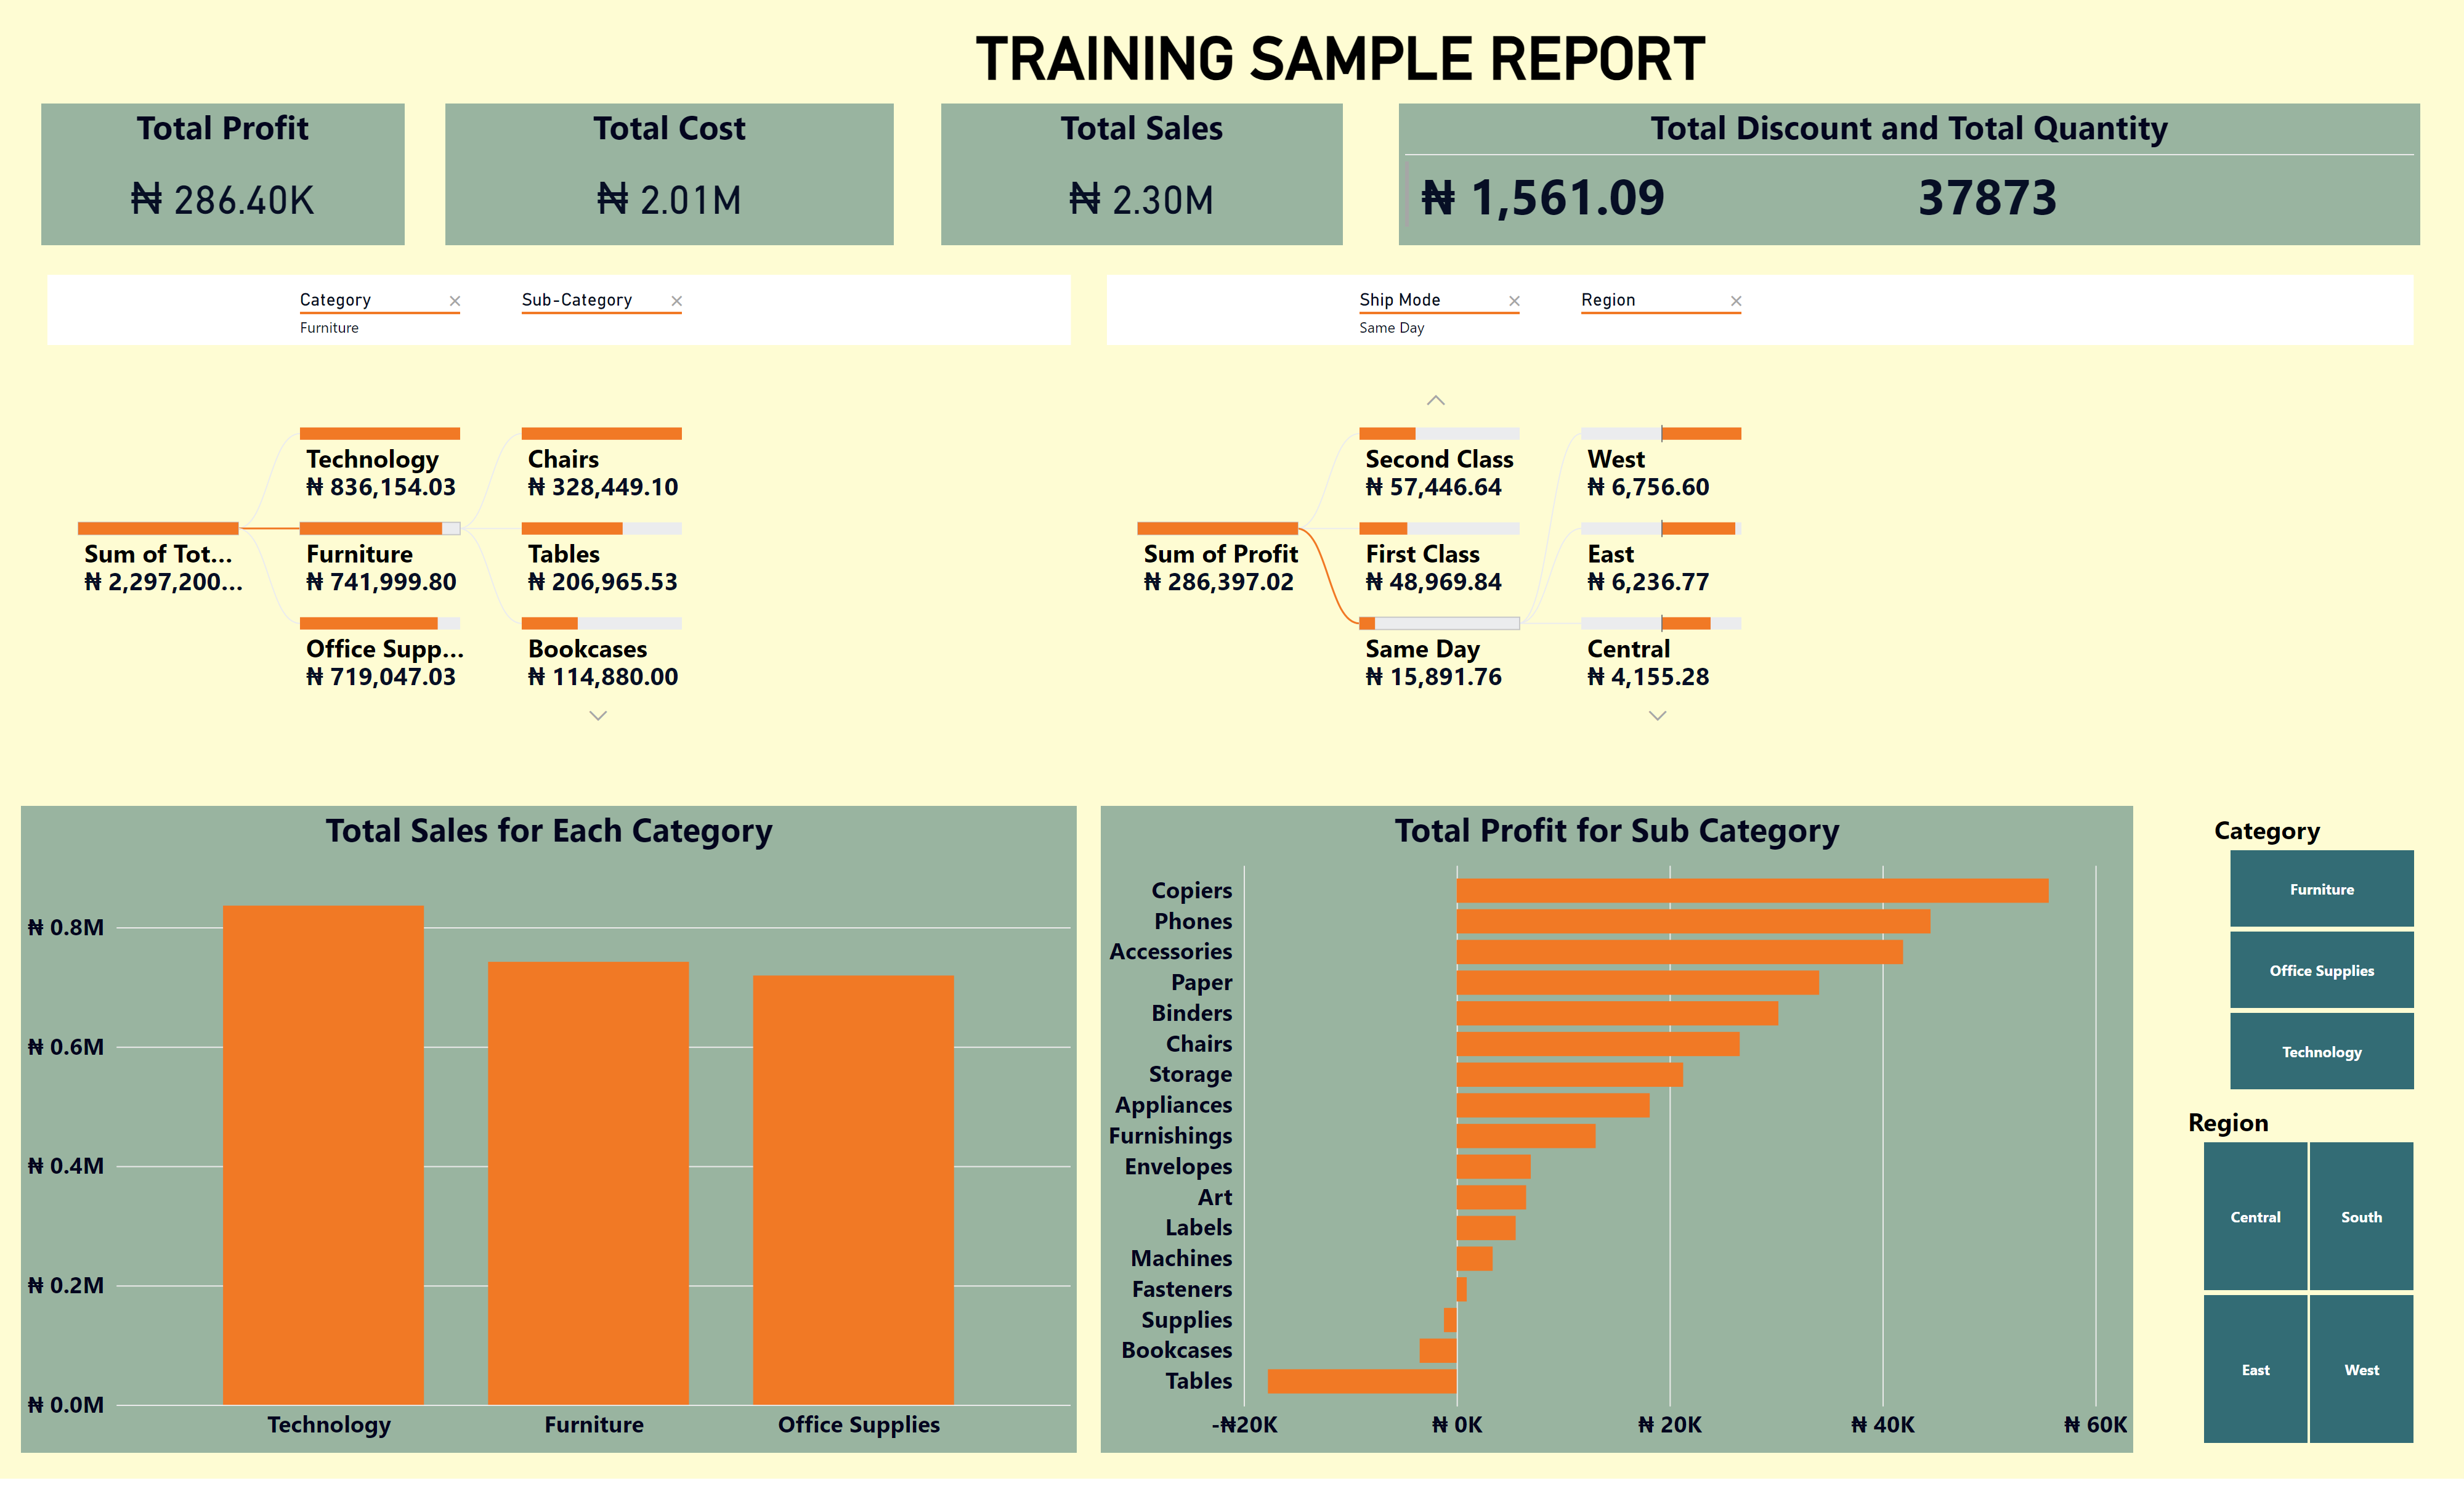 TRAINING SAMPLE REPORT
Total Profit
₦ 286.40K
Total Cost
₦ 2.01M
Total Sales
₦ 2.30M
Total Discount and Total Quantity
₦ 1,561.09 37873
Category
Furniture
Sub-Category
Sum of Tot...
₦ 2,297,200...
Technology
₦ 836,154.03
Furniture
₦ 741,999.80
Office Supp...
₦ 719,047.03
Chairs
₦ 328,449.10
Tables
₦ 206,965.53
Bookcases
₦ 114,880.00
Ship Mode
Same Day
Region
Sum of Profit
₦ 286,397.02
Second Class
₦ 57,446.64
First Class
₦ 48,969.84
Same Day
₦ 15,891.76
West
₦ 6,756.60
East
₦ 6,236.77
Central
₦ 4,155.28
Total Sales for Each Category
₦ 0.8M
₦ 0.6M
₦ 0.4M
₦ 0.2M
₦ 0.0M
Technology Furniture Office Supplies
Total Profit for Sub Category
Copiers
Phones
Accessories
Paper
Binders
Chairs
Storage
Appliances
Furnishings
Envelopes
Art
Labels
Machines
Fasteners
Supplies
Bookcases
Tables
-₦20K ₦ 0K ₦ 20K ₦ 40K ₦ 60K
Category
Furniture
Office Supplies
Technology
Region
Central South
East West